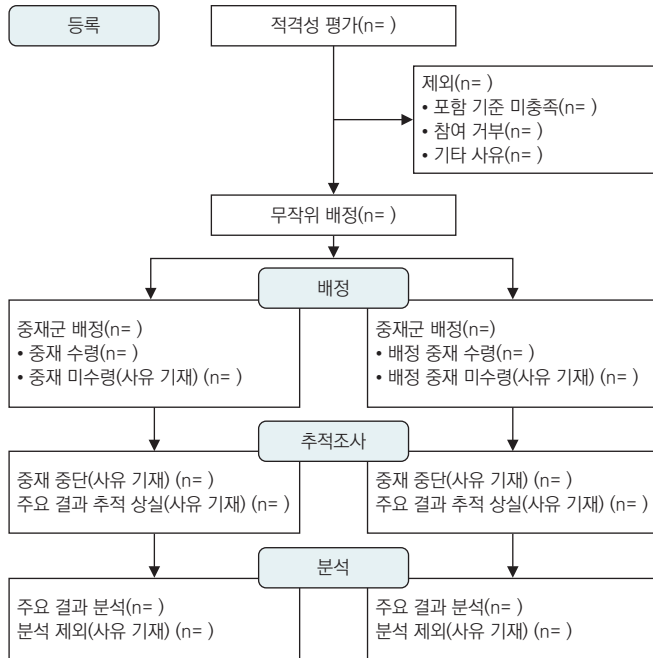 등록
적격성 평가(n= )
제외(n= )
• 포함 기준 미충족(n= )
• 참여 거부(n= )
• 기타 사유(n= )
무작위 배정(n= )
배정
중재군 배정(n= )
• 중재 수령(n= )
• 중재 미수령(사유 기재) (n= )
중재군 배정(n=)
• 배정 중재 수령(n= )
• 배정 중재 미수령(사유 기재) (n= )
추적조사
중재 중단(사유 기재) (n= )
주요 결과 추적 상실(사유 기재) (n= )
중재 중단(사유 기재) (n= )
주요 결과 추적 상실(사유 기재) (n= )
분석
주요 결과 분석(n= )
분석 제외(사유 기재) (n= )
주요 결과 분석(n= )
분석 제외(사유 기재) (n= )